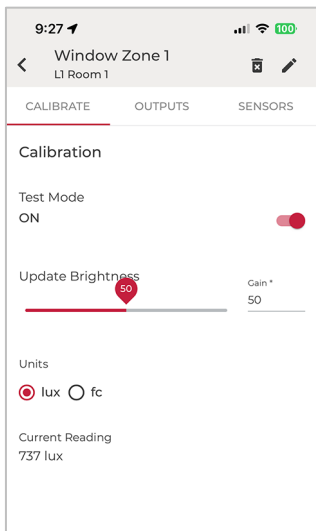 9:27
100
Window Zone 1
L1 Room 1
CALIBRATE OUTPUTS SENSORS
Calibration
Test Mode
ON
Update Brightness
50
Gain *
50
Units
lux fc
Current Reading
737 lux